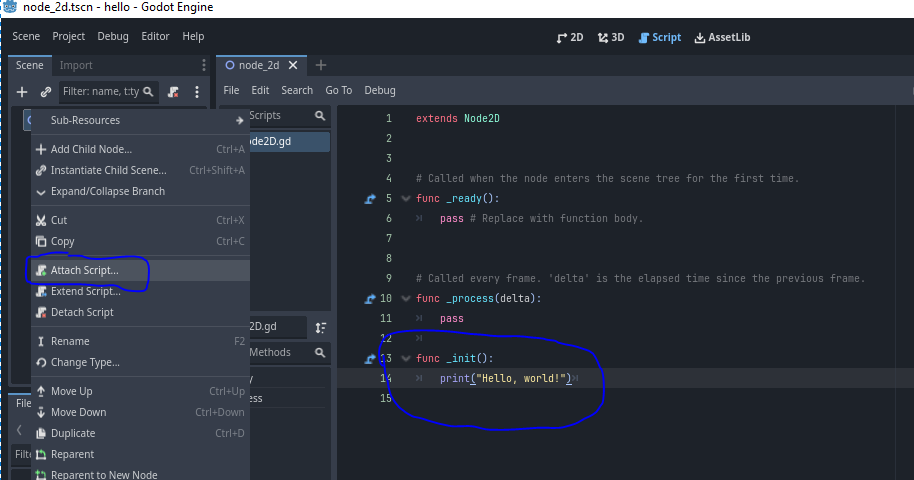 node_2d.tscn - hello - Godot Engine
Scene Project Debug Editor Help
2D 3D Script AssetLib
Scene Import
node_2d
Filter: name, t:ty
File Edit Search Go To Debug
Sub-Resources
Add Child Node... Ctrl+A
Instantiate Child Scene... Ctrl+Shift+A
Expand/Collapse Branch
Cut Ctrl+X
Copy Ctrl+C
Attach Script...
Extend Script...
Detach Script
Rename F2
Change Type...
Move Up Ctrl+Up
Move Down Ctrl+Down
Duplicate Ctrl+D
Reparent
Reparent to New Node
Scripts
de2D.gd
2D.gd
Methods
ess
File
Filte
1 extends Node2D
2
3
4 # Called when the node enters the scene tree for the first time.
5 func _ready():
6 pass # Replace with function body.
7
8
9 # Called every frame. 'delta' is the elapsed time since the previous frame.
10 func _process(delta):
11 pass
12
13 func _init():
14 print("Hello, world!")
15